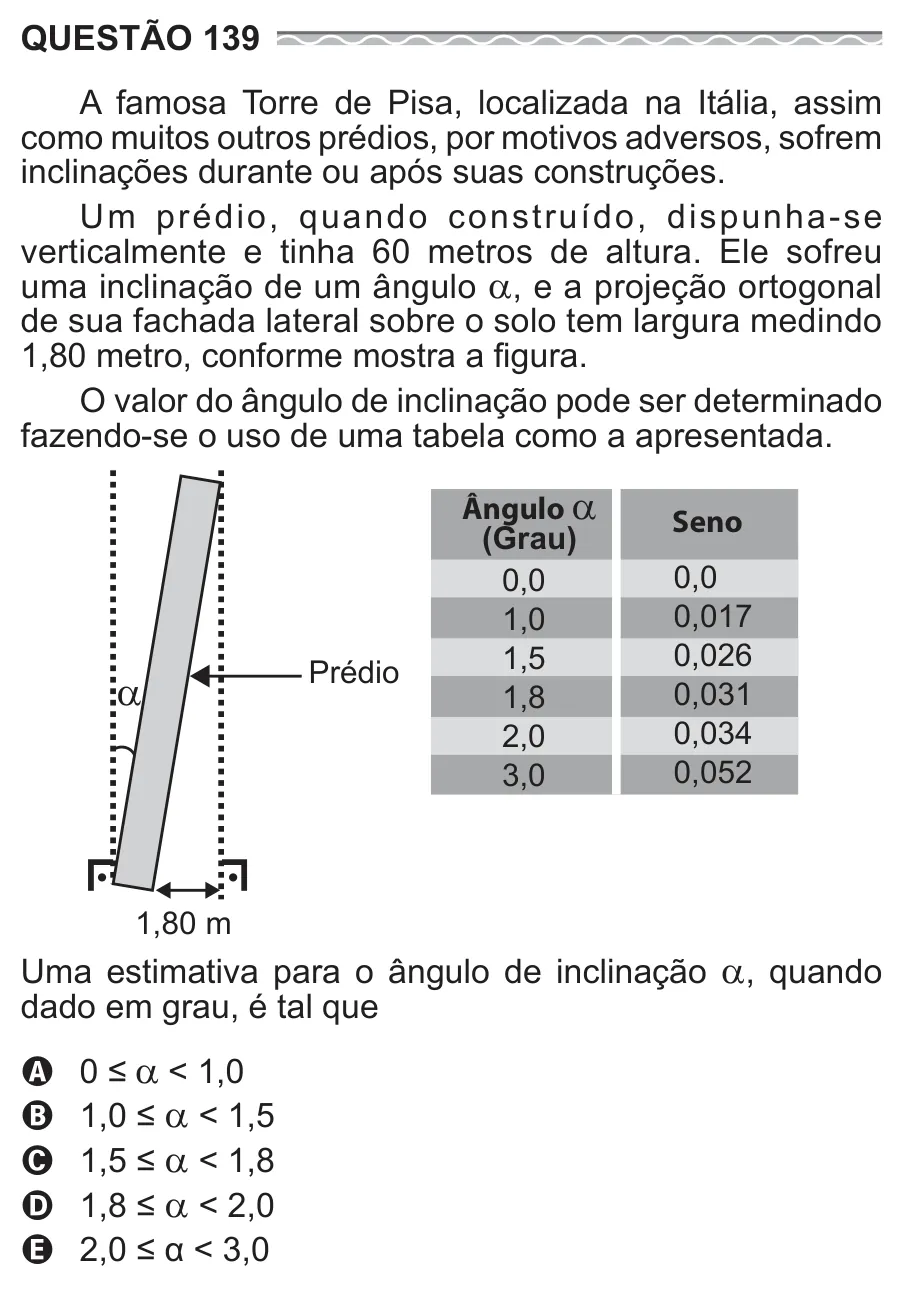 QUESTÃO 139
A famosa Torre de Pisa, localizada na Itália, assim
como muitos outros prédios, por motivos adversos, sofrem
inclinações durante ou após suas construções.
Um prédio, quando construído, dispunha-se
verticalmente e tinha 60 metros de altura. Ele sofreu
uma inclinação de um ângulo α, e a projeção ortogonal
de sua fachada lateral sobre o solo tem largura medindo
1,80 metro, conforme mostra a figura.
O valor do ângulo de inclinação pode ser determinado
fazendo-se o uso de uma tabela como a apresentada.
α
Prédio
1,80 m
Ângulo α (Grau) Seno
0,0 0,0
1,0 0,017
1,5 0,026
1,8 0,031
2,0 0,034
3,0 0,052
Uma estimativa para o ângulo de inclinação α, quando
dado em grau, é tal que
A 0 ≤ α < 1,0
B 1,0 ≤ α < 1,5
C 1,5 ≤ α < 1,8
D 1,8 ≤ α < 2,0
E 2,0 ≤ α < 3,0